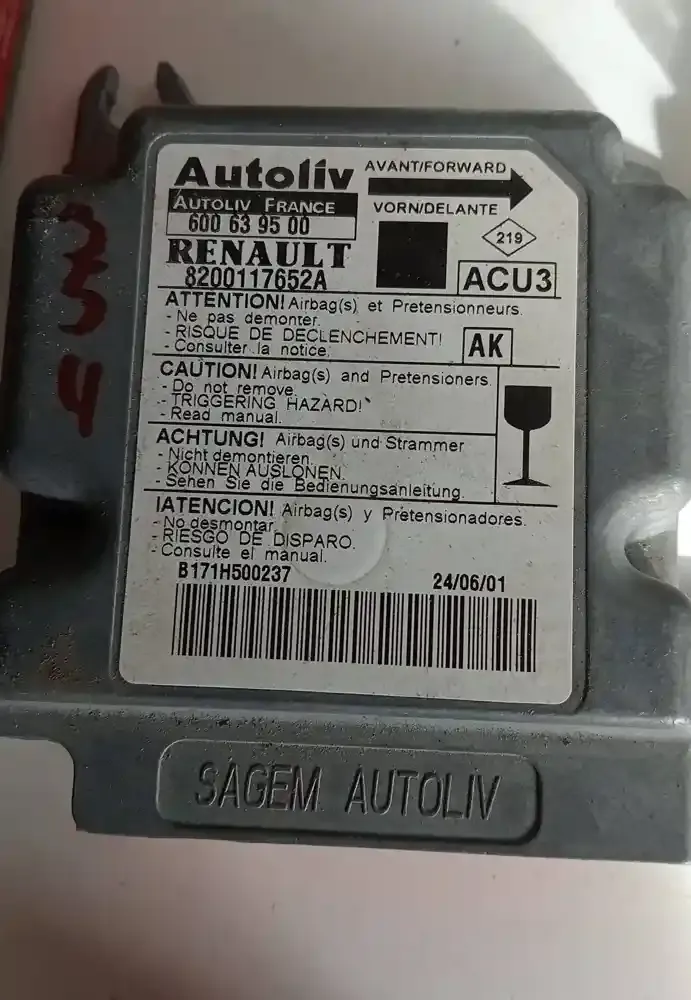 Autoliv
AVANT/FORWARD
AUTOLIV FRANCE
VORN/DELANTE
600 63 95 00
219
RENAULT
8200117652A
ACU3
ATTENTION! Airbag(s) et Pretensionneurs.
- Ne pas demonter.
- RISQUE DE DECLENCHEMENT!
- Consulter la notice.
AK
CAUTION! Airbag(s) and Pretensioners.
- Do not remove.
- TRIGGERING HAZARD!
- Read manual.
ACHTUNG! Airbag(s) und Strammer
- Nicht demontieren.
- KONNEN AUSLONEN.
- Sehen Sie die Bedienungsanleitung.
IATENCION! Airbag(s) y Pretensionadores.
- No desmontar.
- RIESGO DE DISPARO.
- Consulte el manual.
B171H500237
24/06/01
SAGEM AUTOLIV
3
5
4